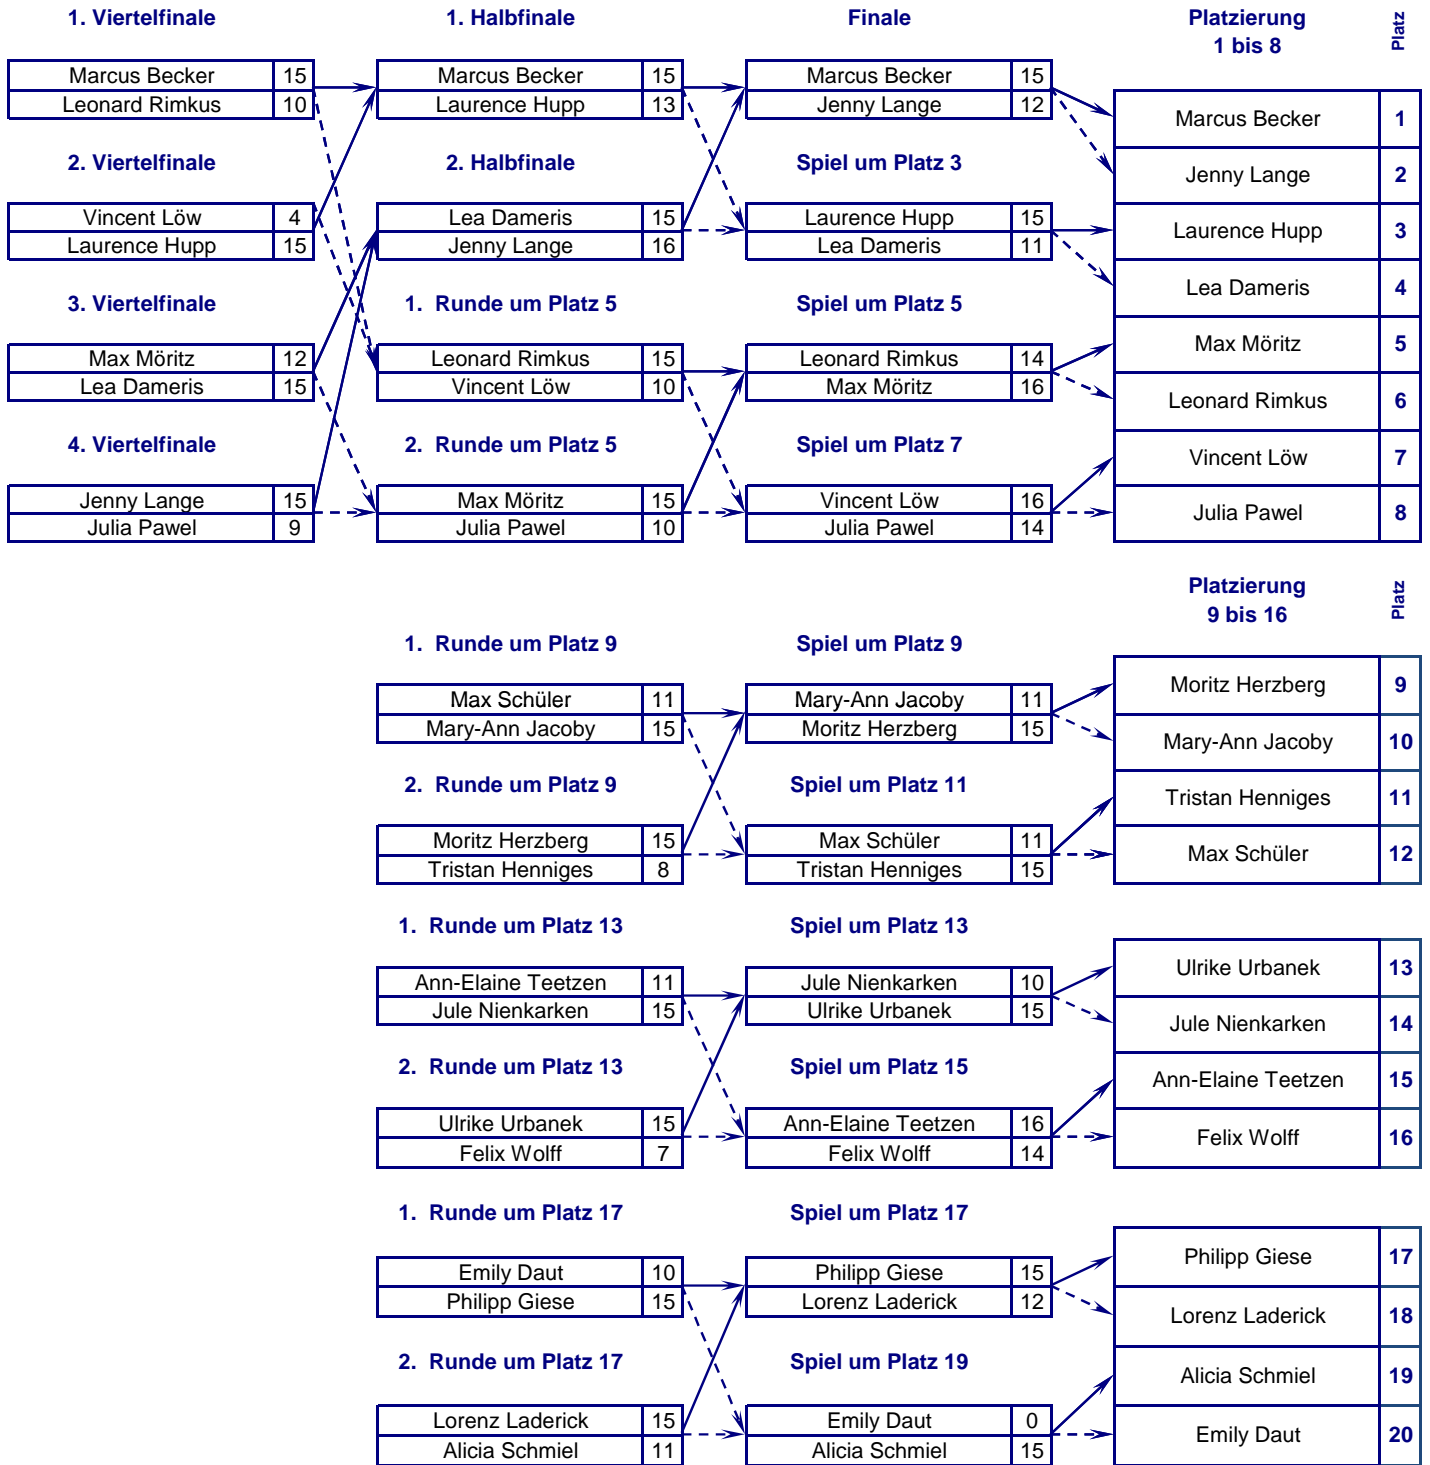 1. Viertelfinale 1. Halbfinale Finale Platzierung Platz
1 bis 8
Marcus Becker 15 Marcus Becker 15 Marcus Becker 15
Leonard Rimkus 10 Laurence Hupp 13 Jenny Lange 12
Marcus Becker 1
2. Viertelfinale 2. Halbfinale Spiel um Platz 3
Jenny Lange 2
Vincent Löw 4 Lea Dameris 15 Laurence Hupp 15
Laurence Hupp 3
Laurence Hupp 15 Jenny Lange 16 Lea Dameris 11
Lea Dameris 4
3. Viertelfinale 1. Runde um Platz 5 Spiel um Platz 5
Max Möritz 5
Max Möritz 12 Leonard Rimkus 15 Leonard Rimkus 14
Lea Dameris 15 Vincent Löw 10 Max Möritz 16
Leonard Rimkus 6
4. Viertelfinale 2. Runde um Platz 5 Spiel um Platz 7
Vincent Löw 7
Jenny Lange 15 Max Möritz 15 Vincent Löw 16
Julia Pawel 8
Julia Pawel 9 Julia Pawel 10 Julia Pawel 14
Platzierung Platz
9 bis 16
1. Runde um Platz 9 Spiel um Platz 9
Moritz Herzberg 9
Max Schüler 11 Mary-Ann Jacoby 11
Mary-Ann Jacoby 15 Moritz Herzberg 15
Mary-Ann Jacoby 10
2. Runde um Platz 9 Spiel um Platz 11
Tristan Henniges 11
Moritz Herzberg 15 Max Schüler 11
Max Schüler 12
Tristan Henniges 8 Tristan Henniges 15
1. Runde um Platz 13 Spiel um Platz 13
Ulrike Urbanek 13
Ann-Elaine Teetzen 11 Jule Nienkarken 10
Jule Nienkarken 15 Ulrike Urbanek 15
Jule Nienkarken 14
2. Runde um Platz 13 Spiel um Platz 15
Ann-Elaine Teetzen 15
Ulrike Urbanek 15 Ann-Elaine Teetzen 16
Felix Wolff 16
Felix Wolff 7 Felix Wolff 14
1. Runde um Platz 17 Spiel um Platz 17
Philipp Giese 17
Emily Daut 10 Philipp Giese 15
Philipp Giese 15 Lorenz Laderick 12
Lorenz Laderick 18
2. Runde um Platz 17 Spiel um Platz 19
Alicia Schmiel 19
Lorenz Laderick 15 Emily Daut 0
Emily Daut 20
Alicia Schmiel 11 Alicia Schmiel 15